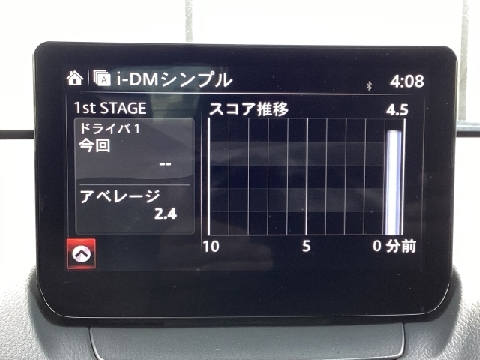 i-DMシンプル
4:08
1st STAGE
スコア推移
4.5
ドライバ1
今回
--
アベレージ
2.4
10
5
0 分前